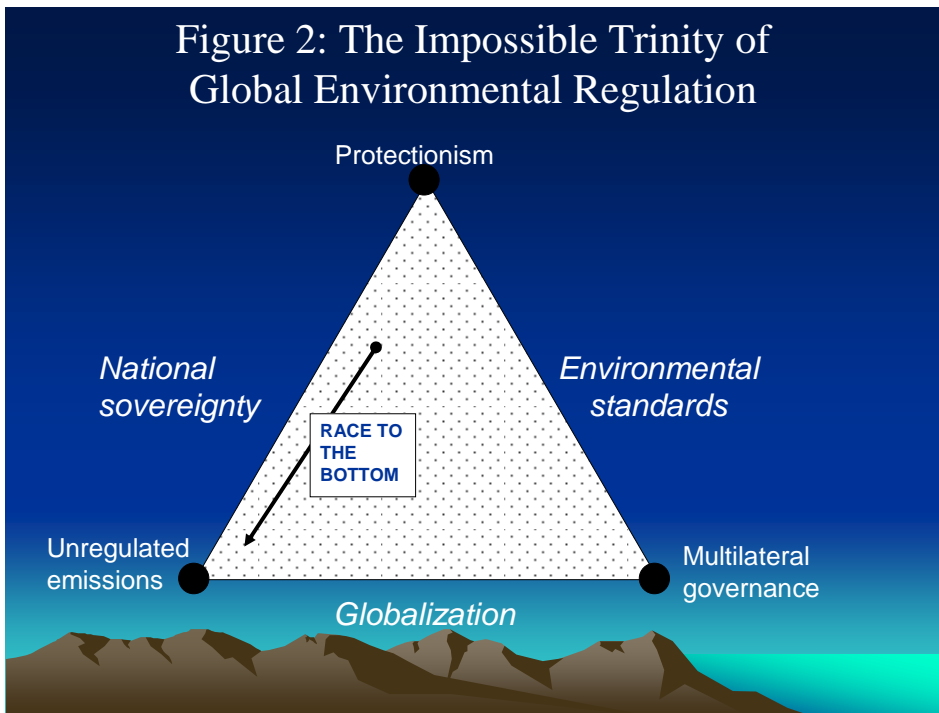 Figure 2: The Impossible Trinity of
Global Environmental Regulation
Protectionism
National
sovereignty
Environmental
standards
RACE TO
THE
BOTTOM
Unregulated
emissions
Multilateral
governance
Globalization